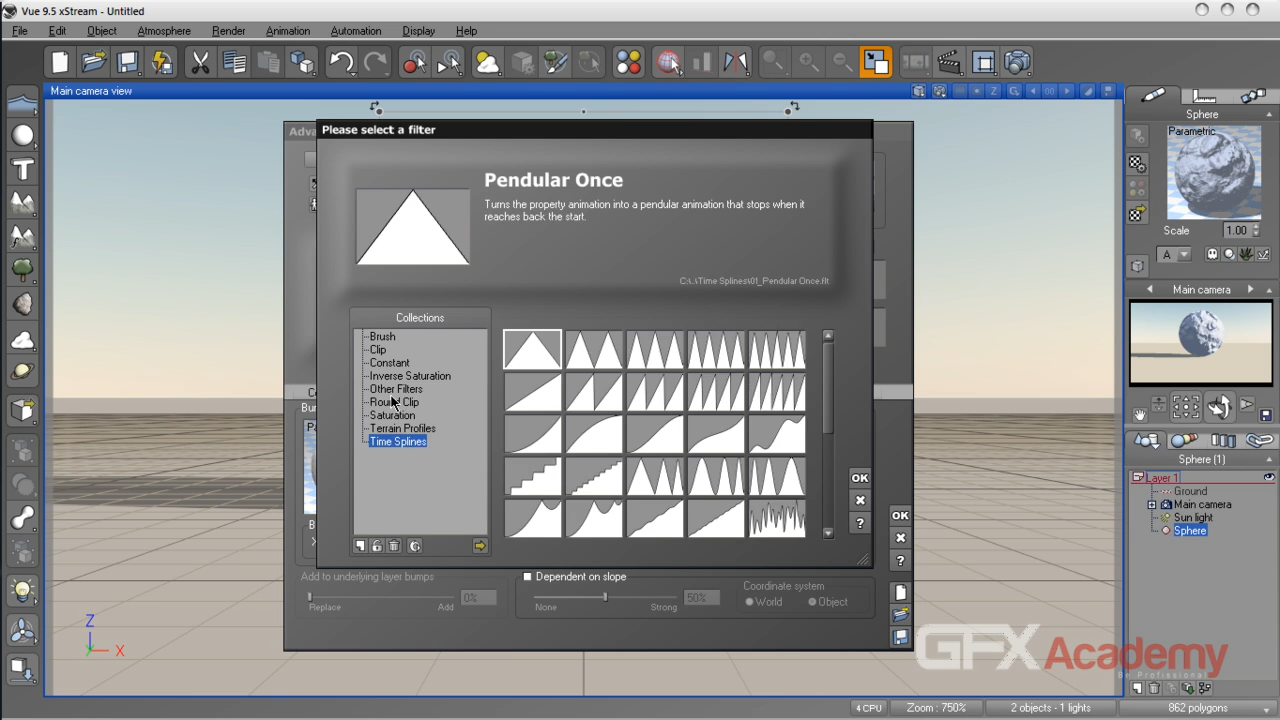 Vue 9.5 xStream - Untitled
File Edit Object Atmosphere Render Animation Automation Display Help
Main camera view
Sphere
Parametric
Please select a filter
Pendular Once
Turns the property animation into a pendular animation that stops when it
reaches back the start.
C:\..\Time Splines\01_Pendular Once.flt
Scale 1.00
A
Main camera
Collections
Brush
Clip
Constant
Inverse Saturation
Other Filters
Round Clip
Saturation
Terrain Profiles
Time Splines
OK
?
OK
?
Sphere (1)
Layer 1
Ground
Main camera
Sun light
Sphere
Add to underlying layer bumps
0%
Replace Add
Dependent on slope
50%
None Strong
Coordinate system
World Object
Z
Y X
GFX Academy
Be Professional
4 CPU Zoom : 750% 2 objects - 1 lights 862 polygons